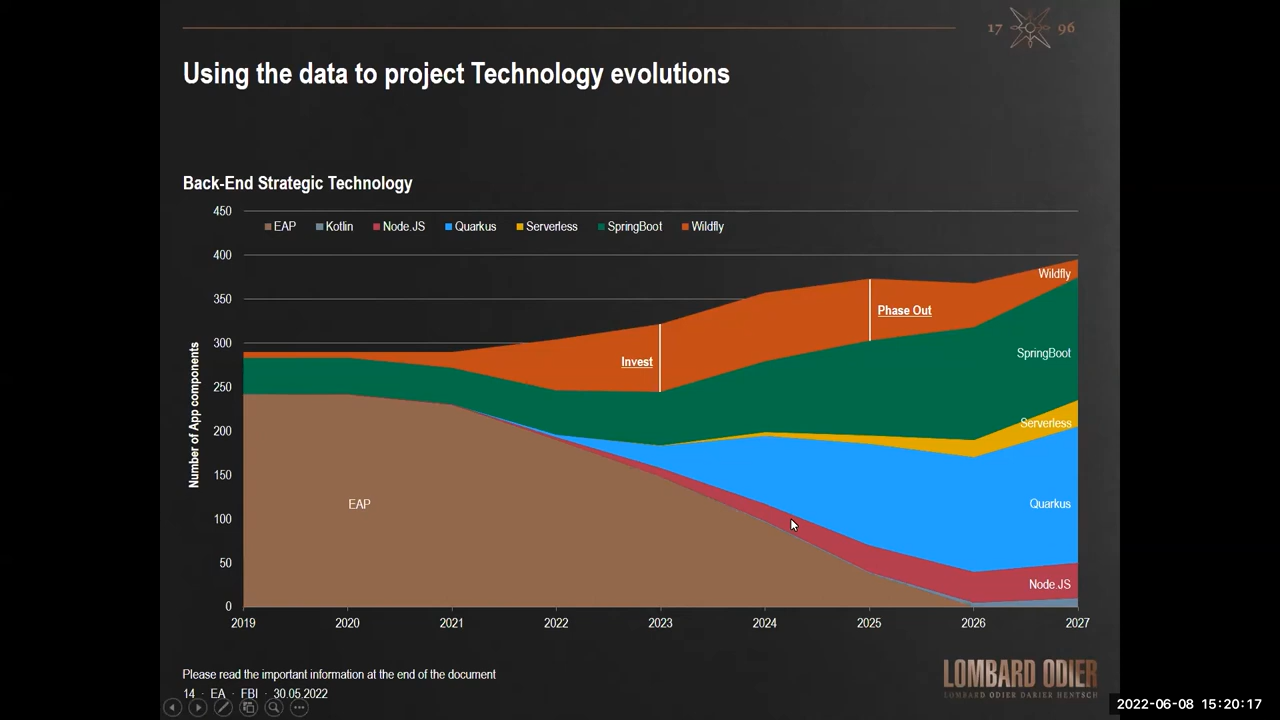 17 96
Using the data to project Technology evolutions
Back-End Strategic Technology
450
EAP Kotlin Node.JS Quarkus Serverless SpringBoot Wildfly
400
Wildfly
350
Phase Out
300
Invest
SpringBoot
250
Number of App components
200
Serverless
150
EAP
Quarkus
100
50
Node.JS
0
2019 2020 2021 2022 2023 2024 2025 2026 2027
Please read the important information at the end of the document
LOMBARD ODIER
LOMBARD ODIER DARIER HENTSCH
14 - EA - FBI - 30.05.2022
2022-06-08 15:20:17